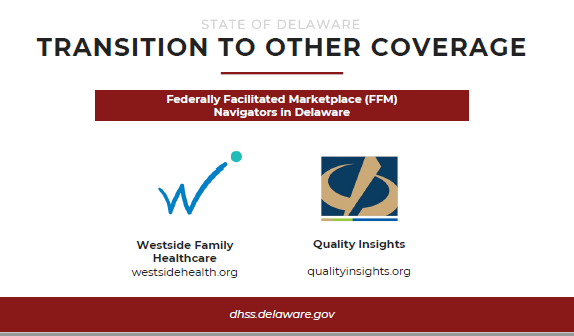 STATE OF DELAWARE
TRANSITION TO OTHER COVERAGE
Federally Facilitated Marketplace (FFM)
Navigators in Delaware
Westside Family
Healthcare
westsidehealth.org
Quality Insights
qualityinsights.org
dhss.delaware.gov